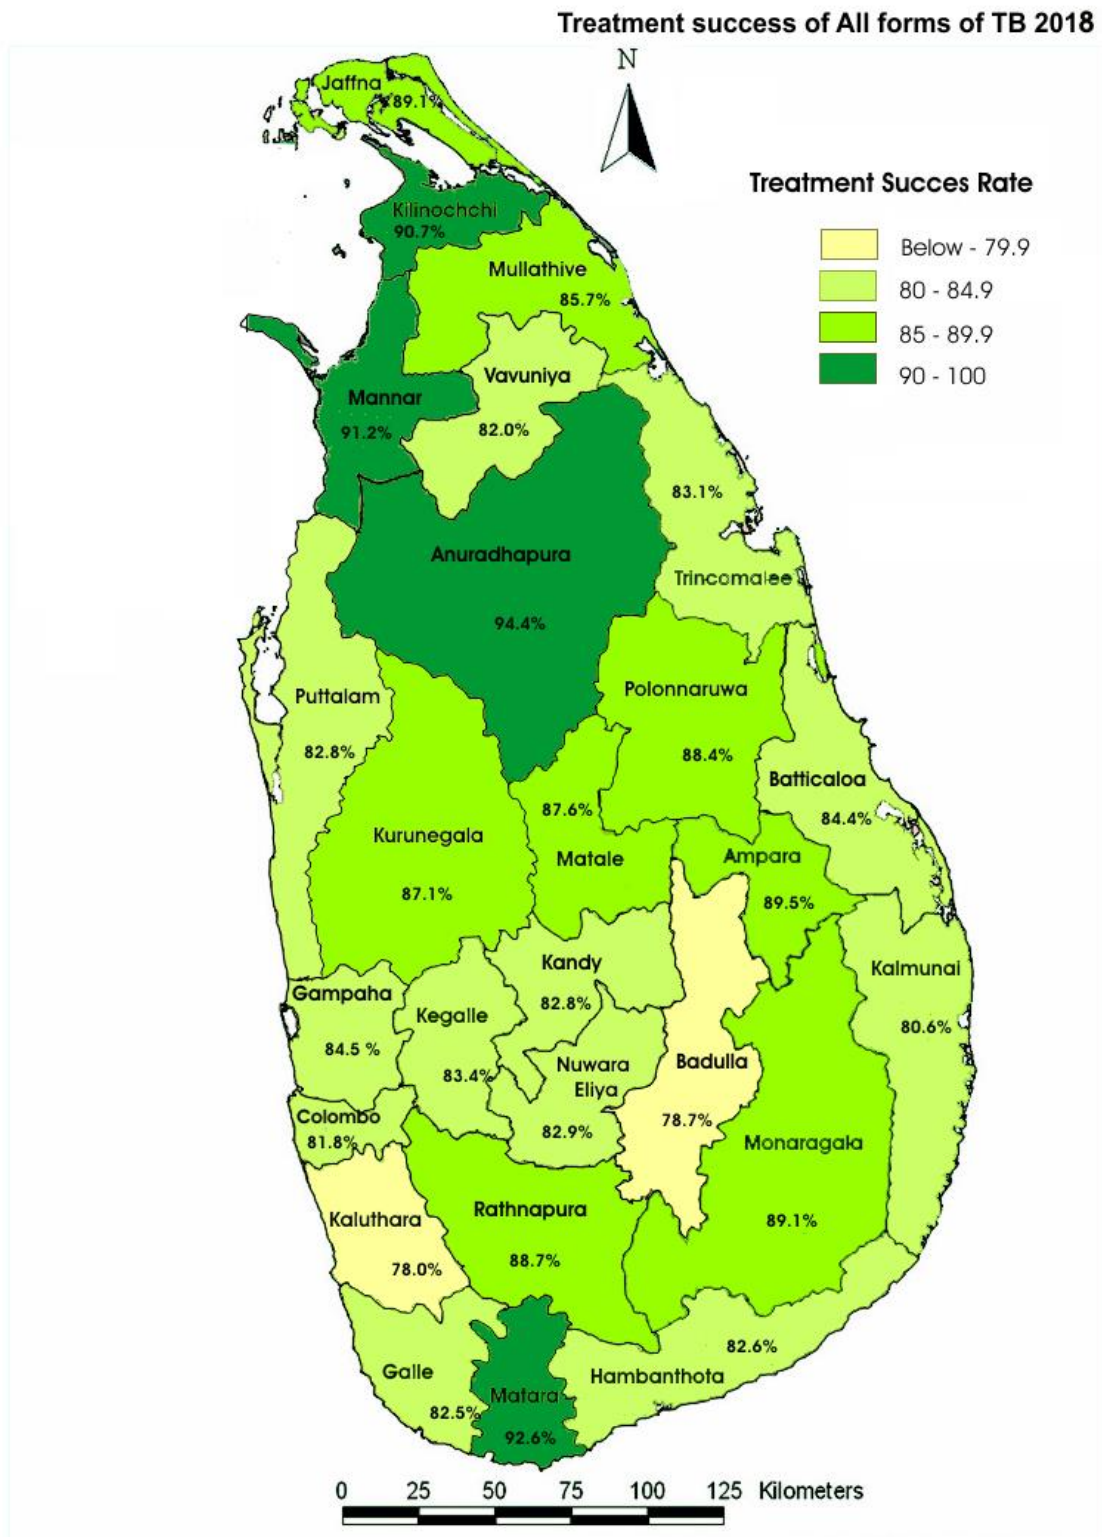 Treatment success of All forms of TB 2018
N
Jaffna
89.1%
Treatment Succes Rate
Below - 79.9
80 - 84.9
85 - 89.9
90 - 100
Kilinochchi
90.7%
Mullathive
85.7%
Vavuniya
82.0%
Mannar
91.2%
83.1%
Trincomalee
Anuradhapura
94.4%
Puttalam
82.8%
Polonnaruwa
88.4%
Batticaloa
84.4%
Kurunegala
87.1%
87.6%
Matale
Ampara
89.5%
Kandy
82.8%
Kalmunai
80.6%
Gampaha
84.5 %
Kegalle
83.4%
Nuwara
Eliya
82.9%
Badulla
78.7%
Colombo
81.8%
Monaragala
89.1%
Kaluthara
78.0%
Rathnapura
88.7%
Galle
82.5%
Matara
92.6%
82.6%
Hambanthota
0 25 50 75 100 125 Kilometers